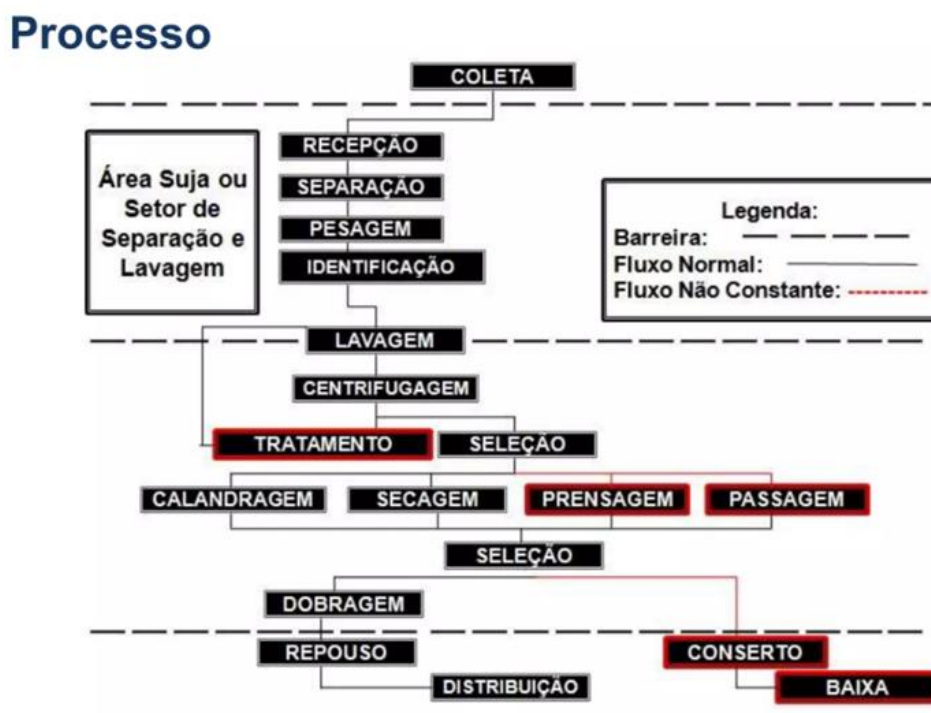 Processo
COLETA
RECEPÇÃO
SEPARAÇÃO
PESAGEM
IDENTIFICAÇÃO
Área Suja ou
Setor de
Separação e
Lavagem
Legenda:
Barreira:
Fluxo Normal:
Fluxo Não Constante:
LAVAGEM
CENTRIFUGAGEM
TRATAMENTO
SELEÇÃO
CALANDRAGEM
SECAGEM
PRENSAGEM
PASSAGEM
SELEÇÃO
DOBRAGEM
REPOUSO
CONSERTO
DISTRIBUIÇÃO
BAIXA